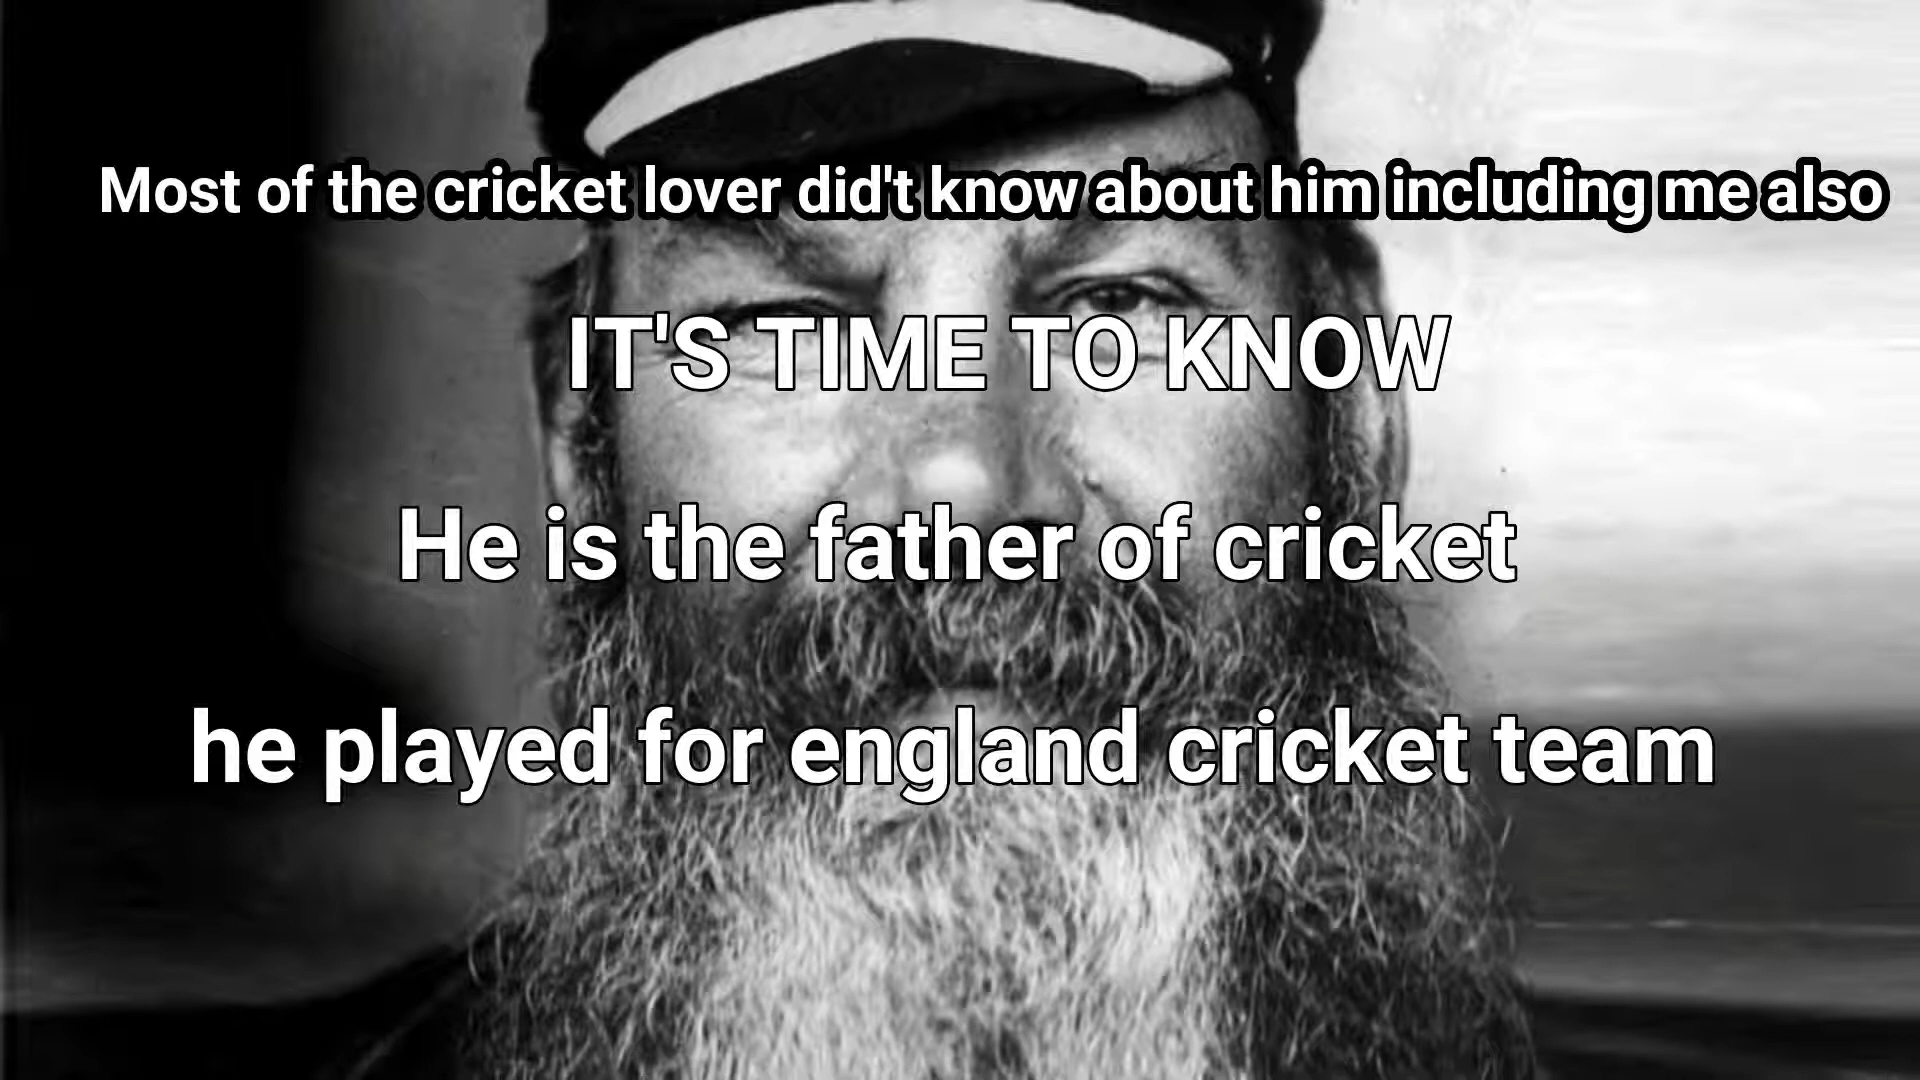 Most of the cricket lover did't know about him including me also
IT'S TIME TO KNOW
He is the father of cricket
he played for england cricket team